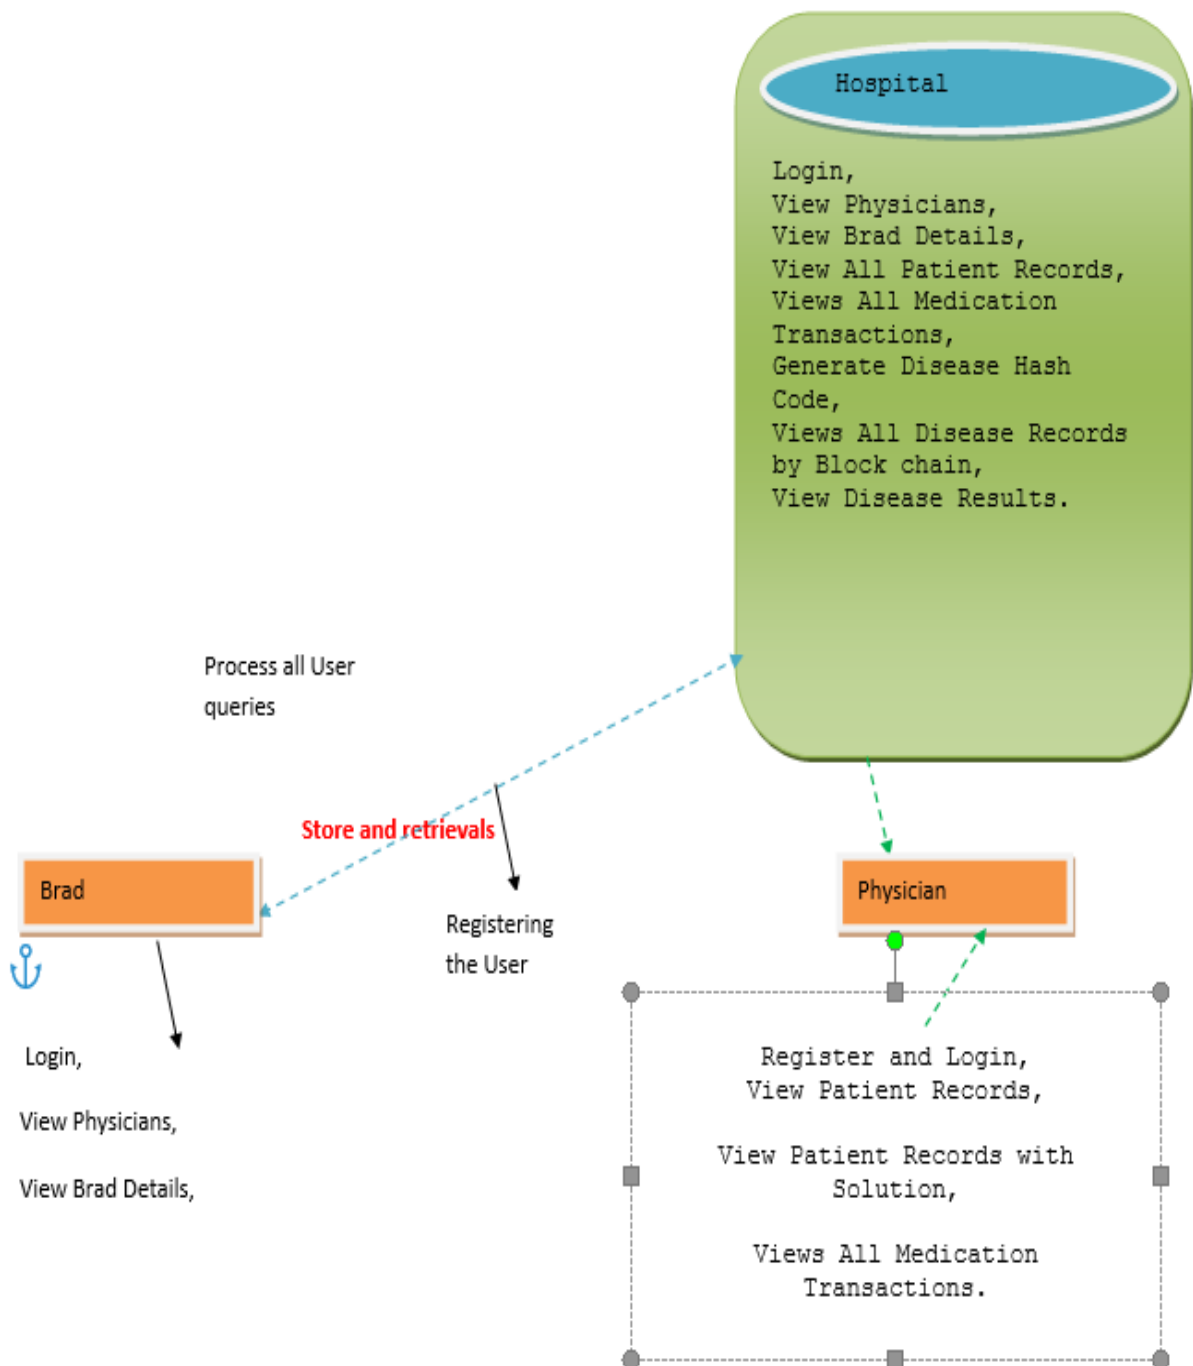 Hospital
Login,
View Physicians,
View Brad Details,
View All Patient Records,
Views All Medication
Transactions,
Generate Disease Hash
Code,
Views All Disease Records
by Block chain,
View Disease Results.
Process all User
queries
Store and retrievals
Brad
Registering
the User
Physician
Login,
View Physicians,
View Brad Details,
Register and Login,
View Patient Records,
View Patient Records with
Solution,
Views All Medication
Transactions.